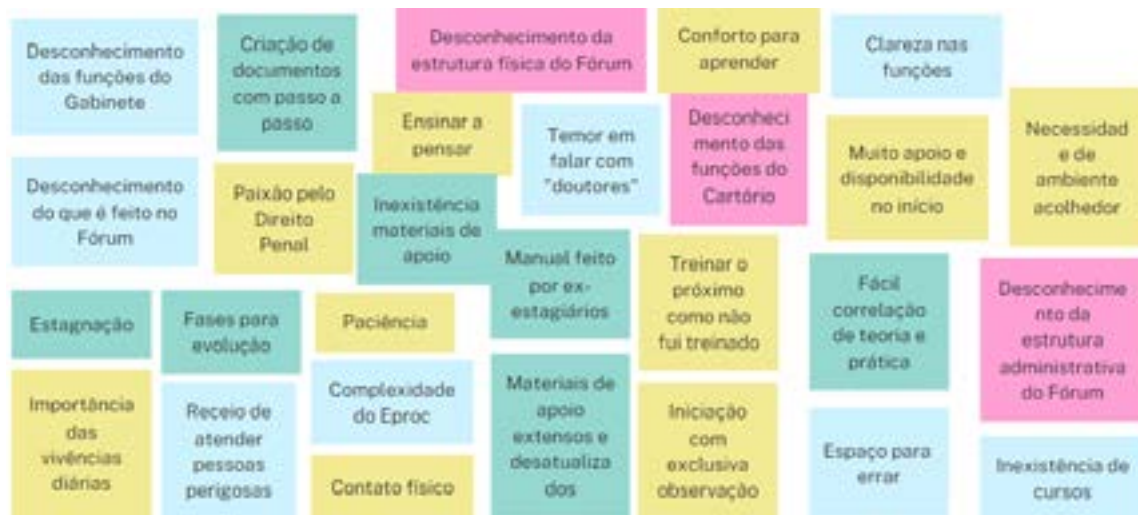 Desconhecimento
das funções do
Gabinete
Criação de
documentos
com passo a
passo
Desconhecimento da
estrutura física do Fórum
Conforto para
aprender
Clareza nas
funções
Ensinar a
pensar
Temor em
falar com
"doutores"
Desconheci
mento das
funções do
Cartório
Muito apoio e
disponibilidade
no início
Necessidad
e de
ambiente
acolhedor
Desconhecimento
do que é feito no
Fórum
Paixão pelo
Direito
Penal
Inexistência
materiais de
apoio
Manual feito
por ex-
estagiários
Treinar o
próximo
como não
fui treinado
Fácil
correlação
de teoria e
prática
Desconhecime
nto da
estrutura
administrativa
do Fórum
Estagnação
Fases para
evolução
Paciência
Importância
das
vivências
diárias
Receio de
atender
pessoas
perigosas
Complexidade
do Eproc
Contato físico
Materiais de
apoio
extensos e
desatualiza
dos
Iniciação
com
exclusiva
observação
Espaço para
errar
Inexistência de
cursos